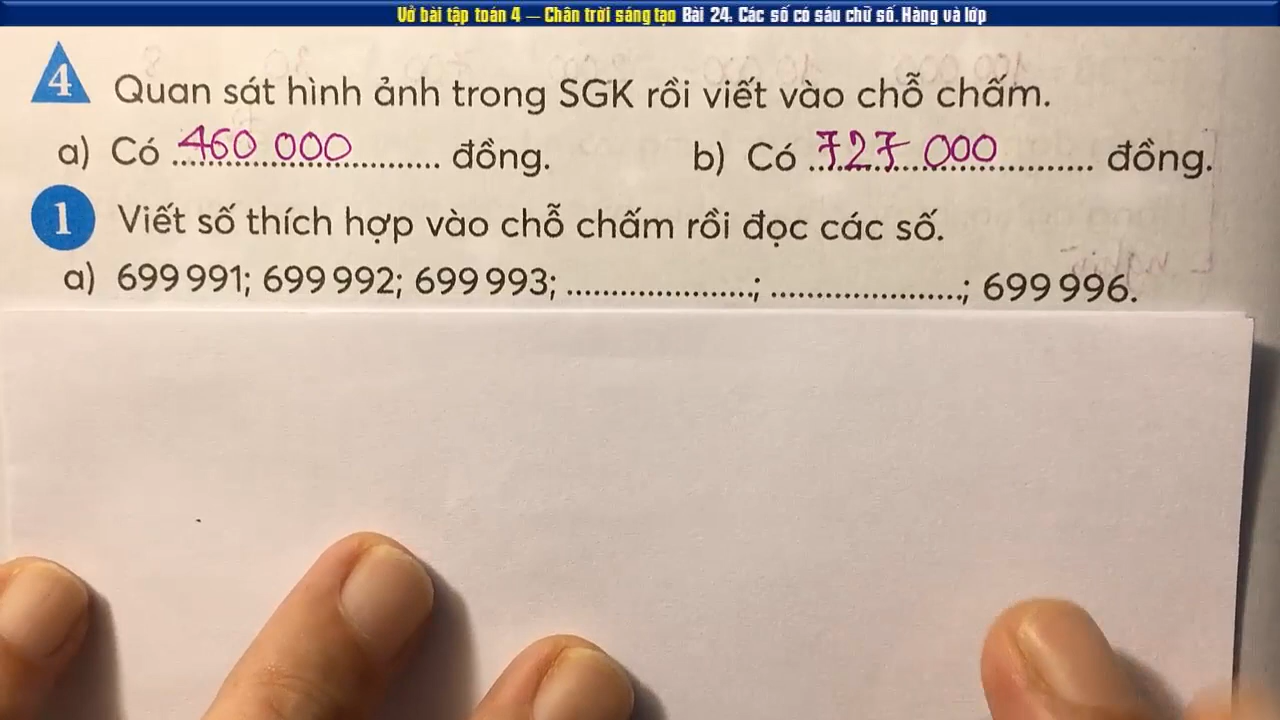 Vở bài tập toán 4 – Chân trời sáng tạo Bài 24. Các số có sáu chữ số. Hàng và lớp
4 Quan sát hình ảnh trong SGK rồi viết vào chỗ chấm.
a) Có 460 000 đồng. b) Có 727 000 đồng.
1 Viết số thích hợp vào chỗ chấm rồi đọc các số.
a) 699 991; 699 992; 699 993; ....................; .....................; 699 996.